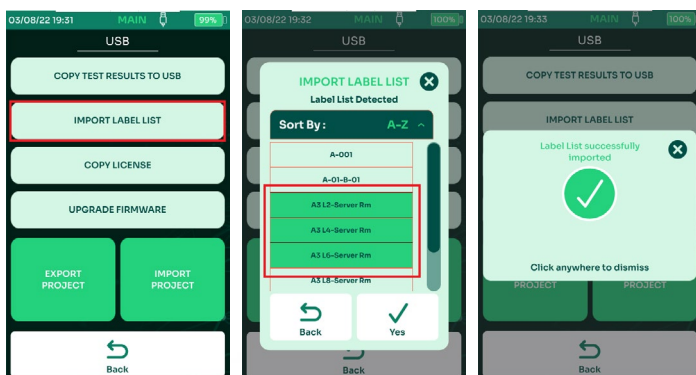 03/08/22 19:31 MAIN 99%
USB
COPY TEST RESULTS TO USB
IMPORT LABEL LIST
COPY LICENSE
UPGRADE FIRMWARE
EXPORT PROJECT
IMPORT PROJECT
Back
03/08/22 19:32 MAIN 100%
USB
IMPORT LABEL LIST
Label List Detected
Sort By : A-Z
A-001
A-01-B-01
A3 L2-Server Rm
A3 L4-Server Rm
A3 L6-Server Rm
A3 L8-Server Rm
Back
Yes
Back
03/08/22 19:33 MAIN 100%
USB
COPY TEST RESULTS TO USB
IMPORT LABEL LIST
Label List successfully
imported
Click anywhere to dismiss
PROJECT
PROJECT
Back